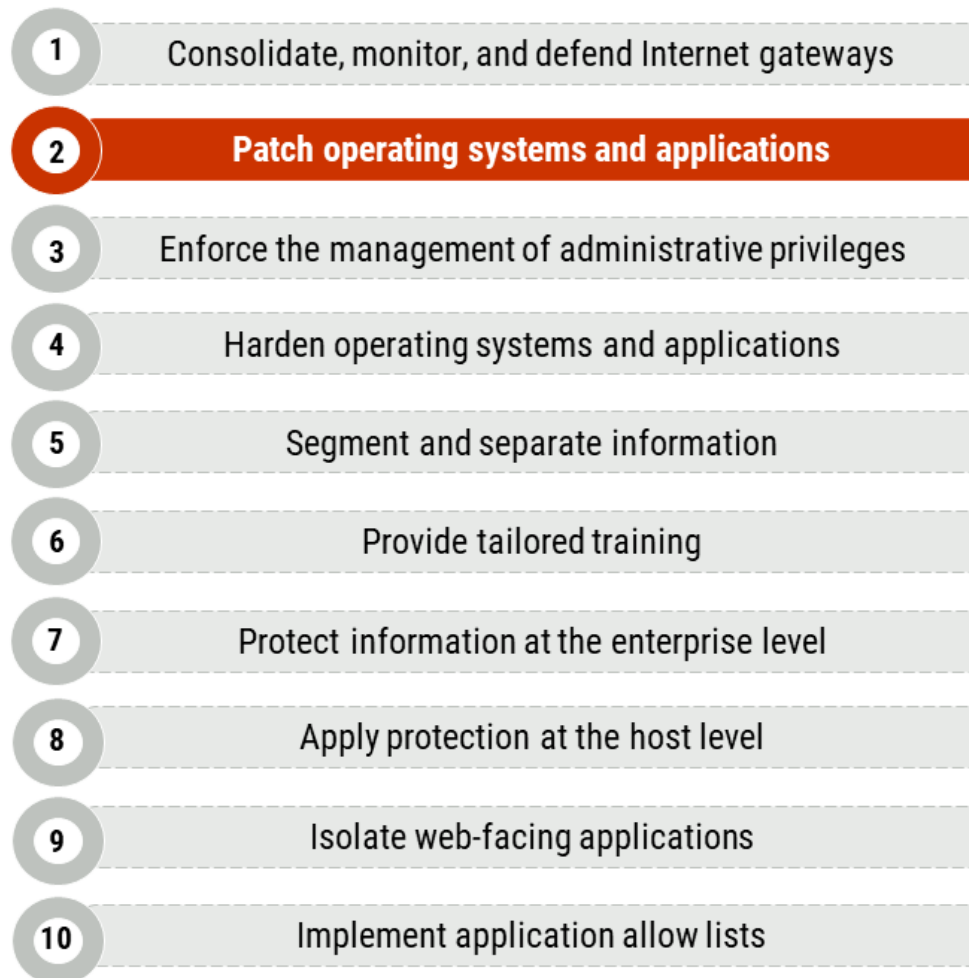 1 Consolidate, monitor, and defend Internet gateways
2 Patch operating systems and applications
3 Enforce the management of administrative privileges
4 Harden operating systems and applications
5 Segment and separate information
6 Provide tailored training
7 Protect information at the enterprise level
8 Apply protection at the host level
9 Isolate web-facing applications
10 Implement application allow lists